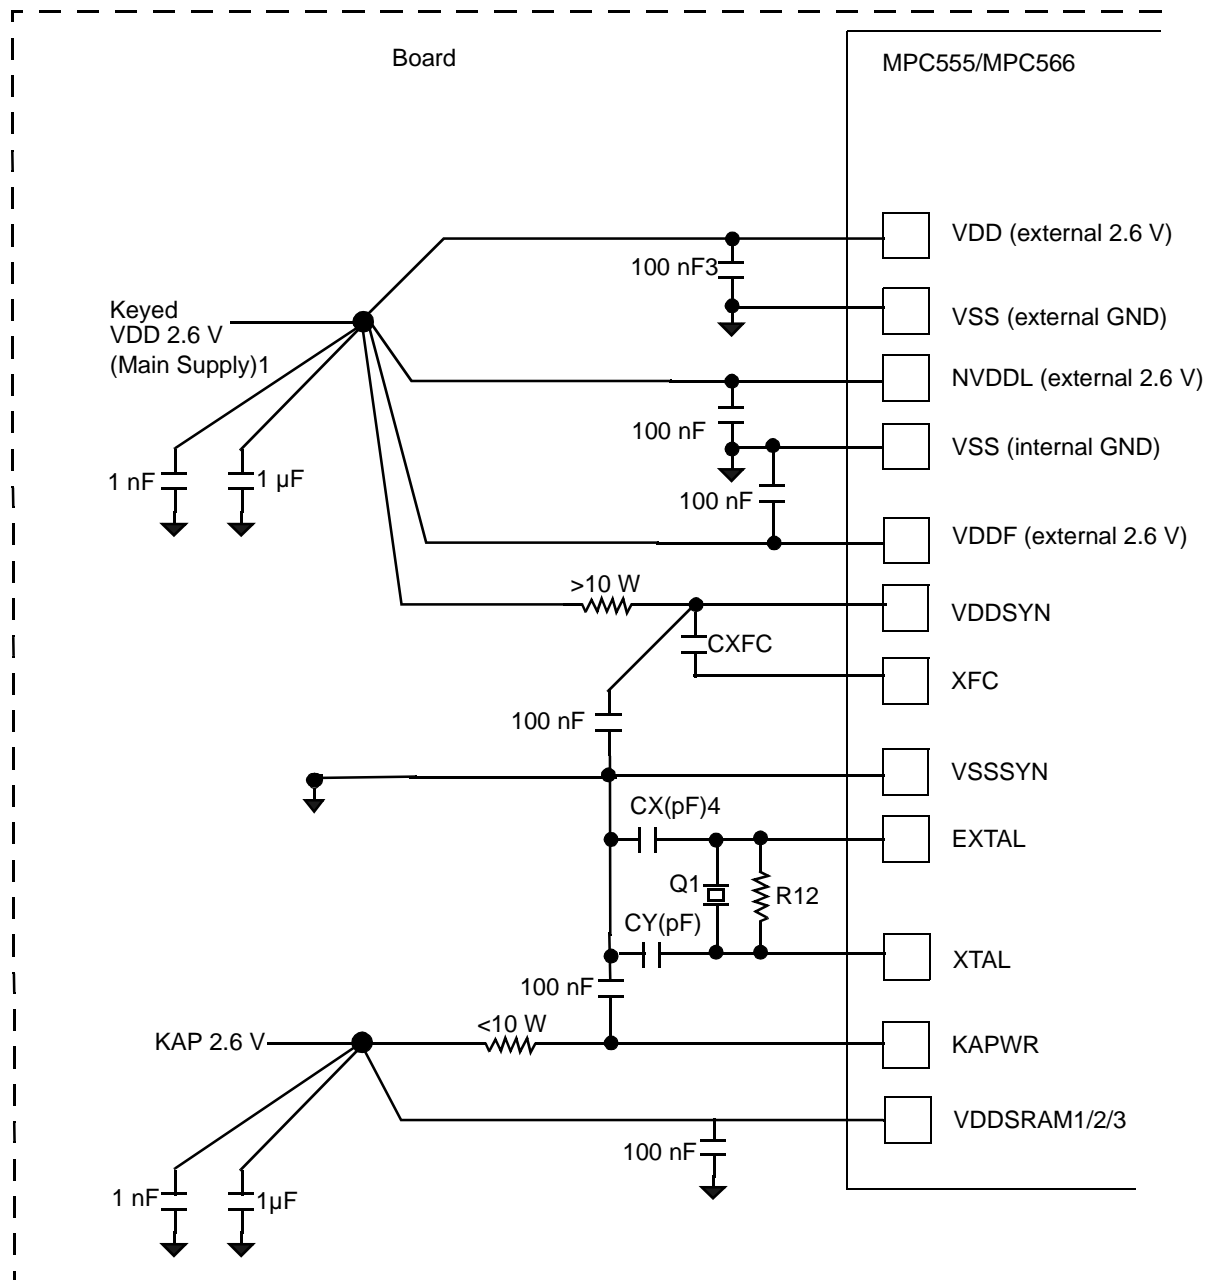 Board
MPC555/MPC566
VDD (external 2.6 V)
100 nF3
Keyed
VDD 2.6 V
(Main Supply)1
VSS (external GND)
NVDDL (external 2.6 V)
100 nF
VSS (internal GND)
1 nF
1 µF
100 nF
VDDF (external 2.6 V)
>10 W
VDDSYN
CXFC
XFC
100 nF
VSSSYN
CX(pF)4
EXTAL
Q1
R12
CY(pF)
XTAL
100 nF
<10 W
KAP 2.6 V
KAPWR
VDDSRAM1/2/3
100 nF
1 nF
1µF